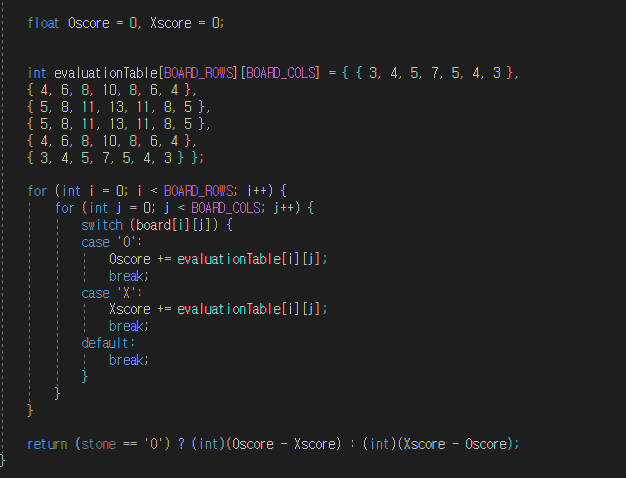 float Oscore = 0, Xscore = 0;
int evaluationTable[BOARD_ROWS][BOARD_COLS] = { { 3, 4, 5, 7, 5, 4, 3 },
{ 4, 6, 8, 10, 8, 6, 4 },
{ 5, 8, 11, 13, 11, 8, 5 },
{ 5, 8, 11, 13, 11, 8, 5 },
{ 4, 6, 8, 10, 8, 6, 4 },
{ 3, 4, 5, 7, 5, 4, 3 } };
for (int i = 0; i < BOARD_ROWS; i++) {
for (int j = 0; j < BOARD_COLS; j++) {
switch (board[i][j]) {
case 'O':
Oscore += evaluationTable[i][j];
break;
case 'X':
Xscore += evaluationTable[i][j];
break;
default:
break;
}
}
}
return (stone == 'O') ? (int)(Oscore - Xscore) : (int)(Xscore - Oscore);
}